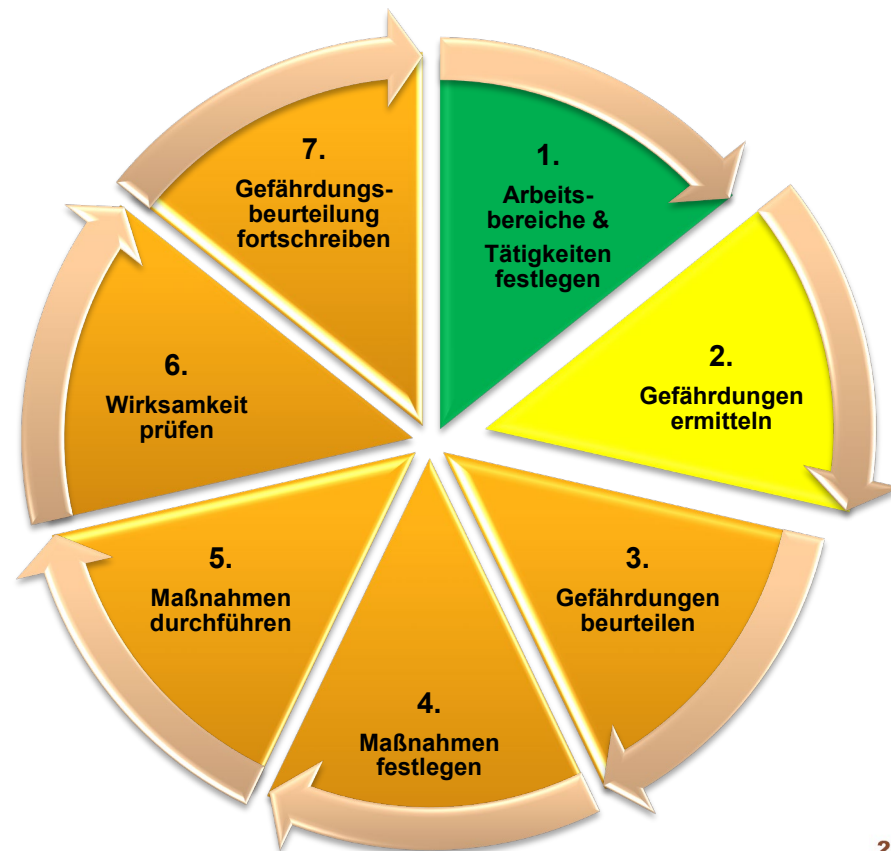 1.
Arbeits-
bereiche &
Tätigkeiten
festlegen
2.
Gefährdungen
ermitteln
3.
Gefährdungen
beurteilen
4.
Maßnahmen
festlegen
5.
Maßnahmen
durchführen
6.
Wirksamkeit
prüfen
7.
Gefährdungs-
beurteilung
fortschreiben
2